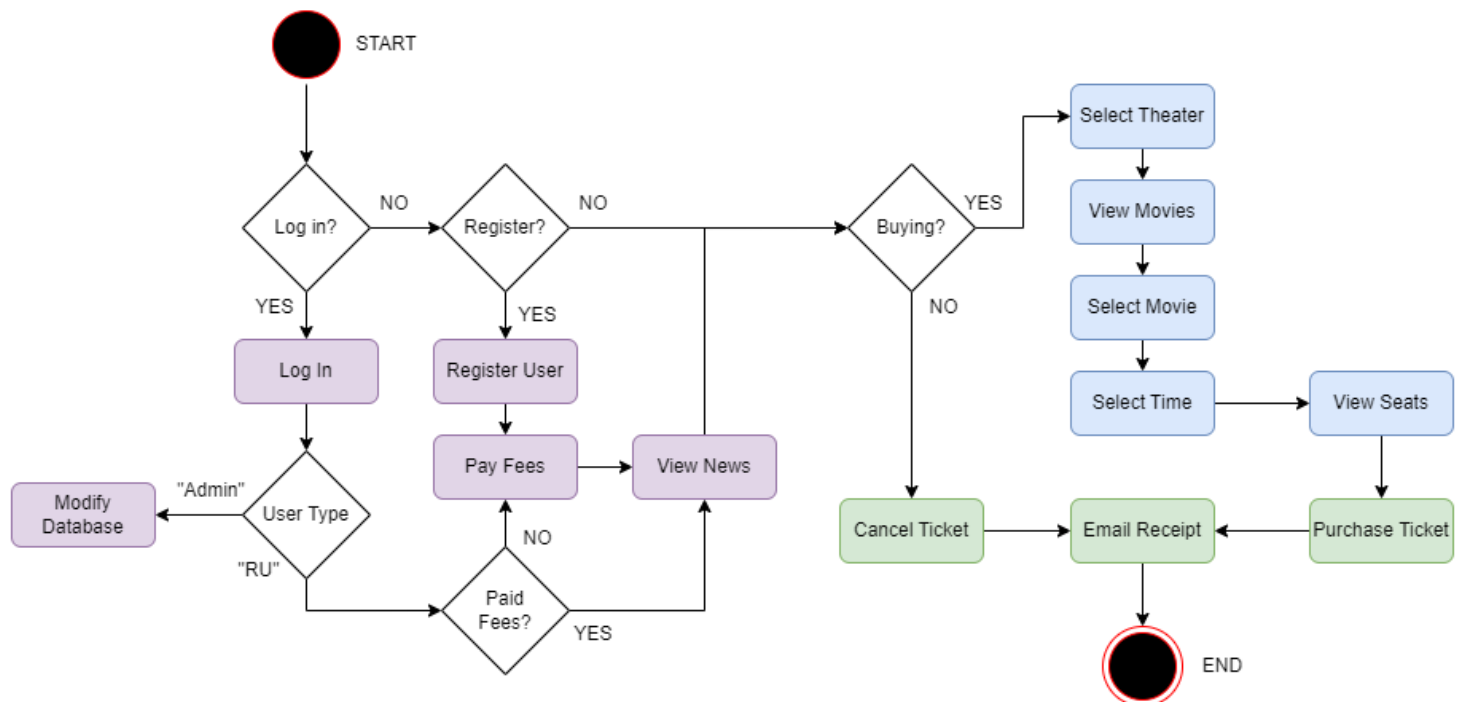 START
Select Theater
NO
NO
YES
View Movies
Log in?
Register?
Buying?
YES
YES
NO
Select Movie
Log In
Register User
Select Time
View Seats
Pay Fees
View News
"Admin"
Modify
Database
User Type
Cancel Ticket
Email Receipt
Purchase Ticket
NO
"RU"
Paid
Fees?
YES
END